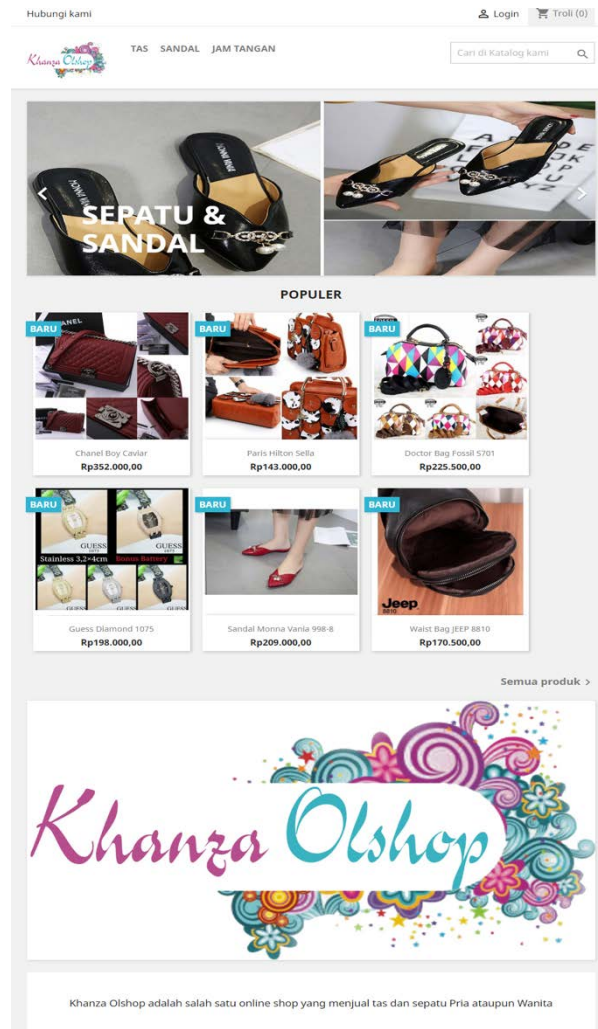 Hubungi kami
Login
Troli (0)
Khanza Olshop
TAS SANDAL JAM TANGAN
Cari di Katalog kami
SEPATU &
SANDAL
POPULER
BARU
BARU
BARU
Chanel Boy Caviar
Rp352.000,00
Paris Hilton Sella
Rp143.000,00
Doctor Bag Fossil S701
Rp225.500,00
BARU
GUESS
GUESS
Stainless 3,2×4cm
Bonus Battery
Guess Diamond 1075
Rp198.000,00
BARU
Sandal Monna Vania 998-8
Rp209.000,00
BARU
Jeep
8810
Waist Bag JEEP 8810
Rp170.500,00
Semua produk
Khanza Olshop
Khanza Olshop adalah salah satu online shop yang menjual tas dan sepatu Pria ataupun Wanita